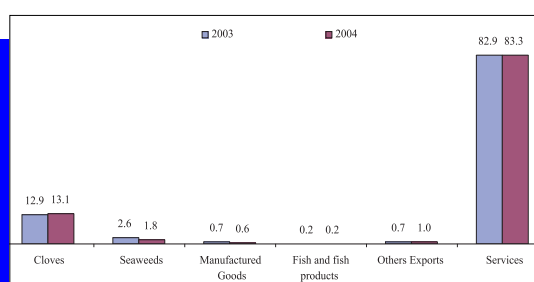 2003 2004
82.9 83.3
12.9 13.1
2.6 1.8
0.7 0.6
0.2 0.2
0.7 1.0
Cloves
Seaweeds
Manufactured
Goods
Fish and fish
products
Others Exports
Services